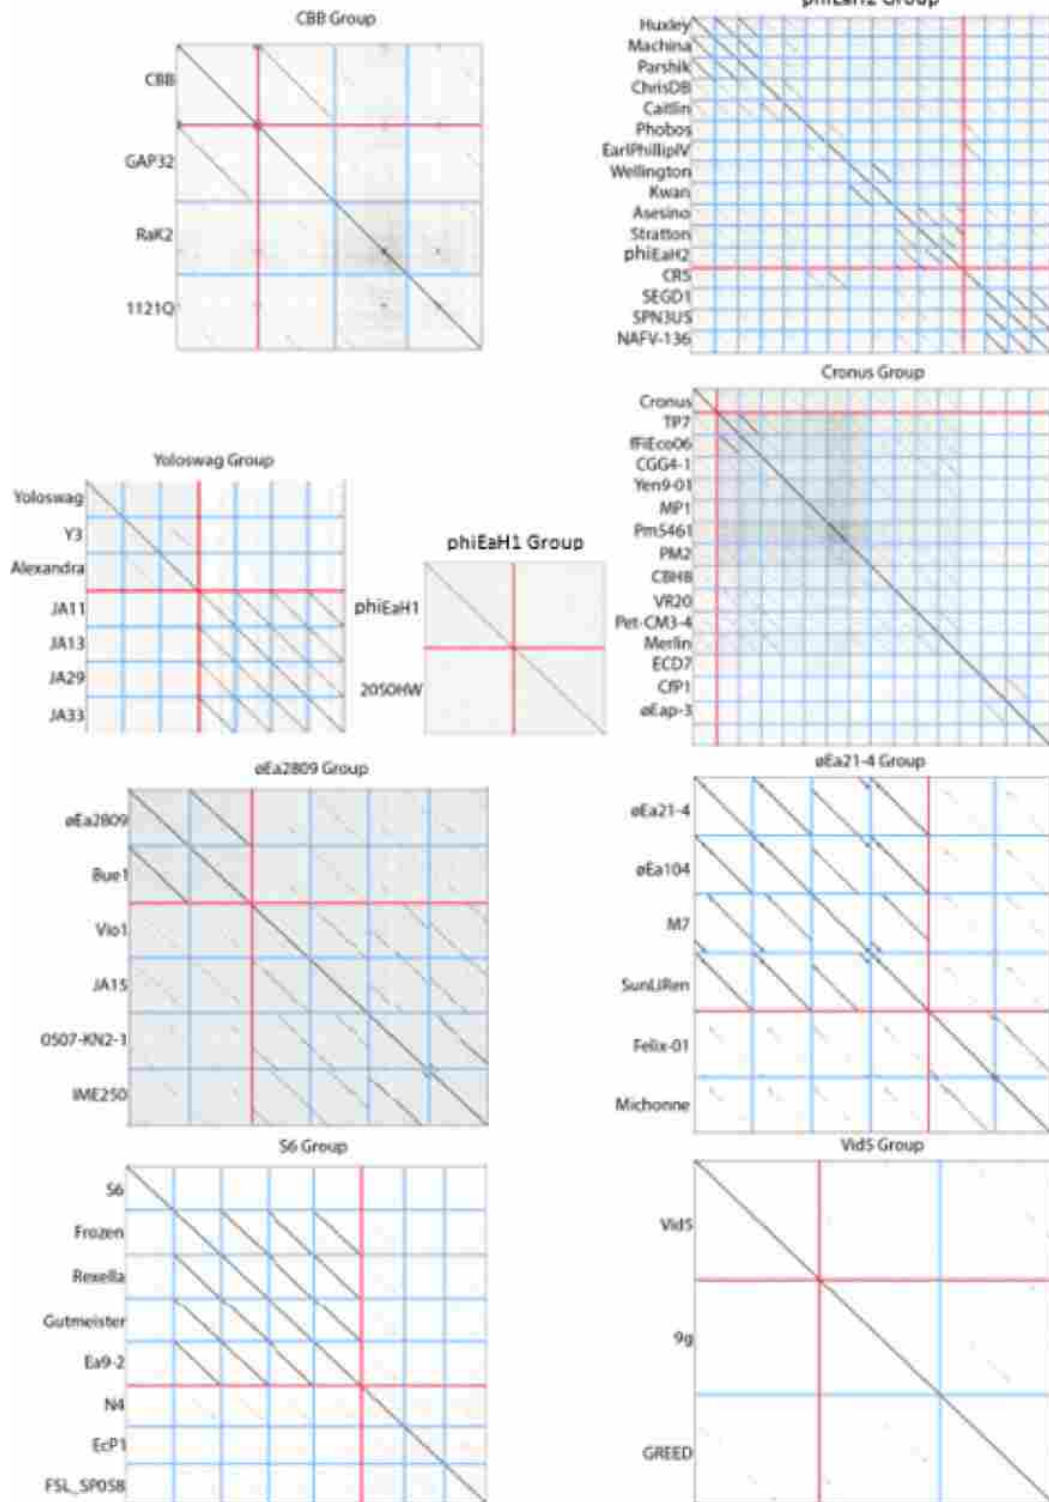 CBB Group
CBB
GAP32
RaK2
1121Q
phiEaH2 Group
Huxley
Machina
Parshik
ChrisDB
Caitlin
Phobos
EarlPhillipIV
Wellington
Kwan
Asesino
Stratton
phiEaH2
CR5
SEGD1
SPN3US
NAFV-136
Cronus Group
Cronus
TP7
fFiEco06
CGG4-1
Yen9-01
MP1
Pm5461
PM2
CBH8
VR20
Pet-CM3-4
Merlin
ECD7
CfP1
øEap-3
Yoloswag Group
Yoloswag
Y3
Alexandra
JA11
JA13
JA29
JA33
phiEaH1 Group
phiEaH1
2050HW
øEa2809 Group
øEa2809
Bue1
Vio1
JA15
0507-KN2-1
IME250
øEa21-4 Group
øEa21-4
øEa104
M7
SunLIRen
Felix-01
Michonne
S6 Group
S6
Frozen
Rexella
Gutmeister
Ea9-2
N4
EcP1
FSL_SP058
Vid5 Group
Vid5
9g
GREED